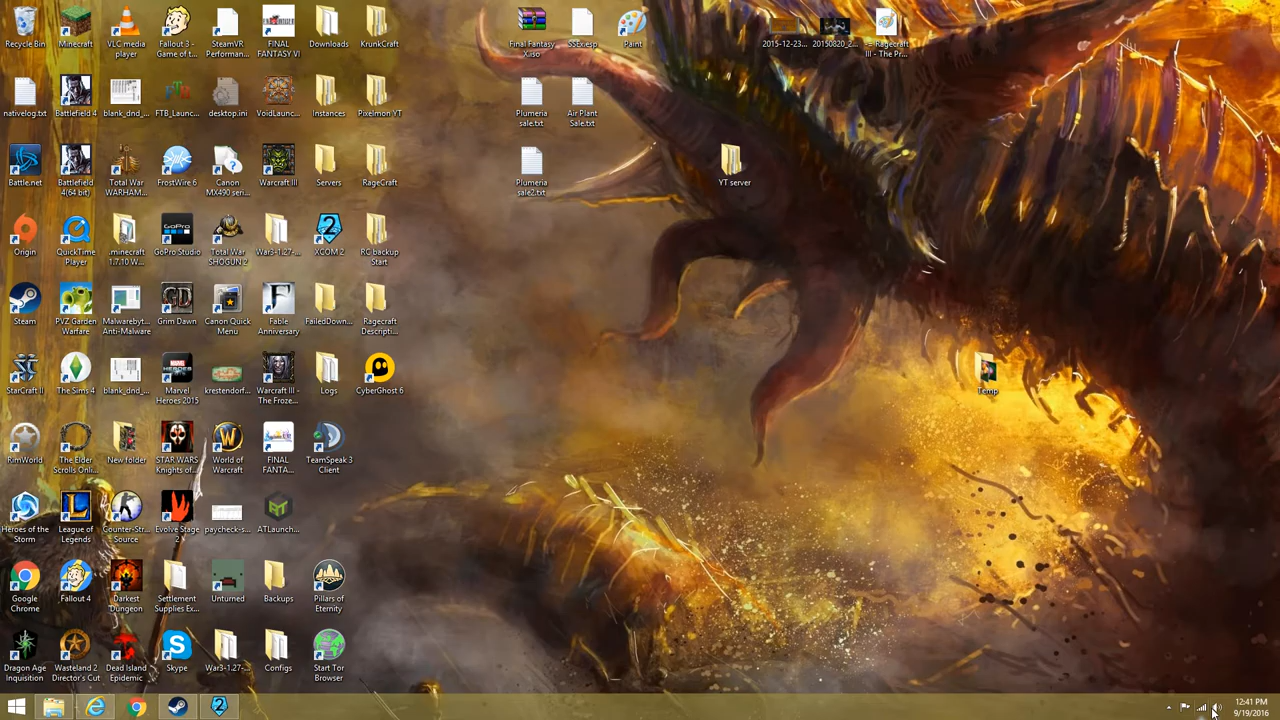 Recycle Bin
Minecraft
VLC media
player
Fallout 3 -
Game of t...
SteamVR
Performan...
FINAL
FANTASY VI
Downloads
KrunkCraft
Final Fantasy
X.iso
SSEx.esp
Paint
2015-12-23...
20150820_2...
-= Ragecraft
III - The Pr...
nativelog.txt
Battlefield 4
blank_dnd_...
FTB_Launc...
desktop.ini
VoidLaunc...
Instances
Pixelmon YT
Plumeria
sale.txt
Air Plant
Sale.txt
Battle.net
Battlefield
4(64 bit)
Total War
WARHAM...
FrostWire 6
Canon
MX490 seri...
Warcraft III
Servers
RageCraft
Plumeria
sale2.txt
YT server
Origin
QuickTime
Player
.minecraft
1.7.10 W...
GoPro Studio
Total War
SHOGUN 2
War3-1.27-...
XCOM 2
RC backup
Start
Steam
PVZ Garden
Warfare
Malwarebyt...
Anti-Malware
Grim Dawn
Canon Quick
Menu
Fable
Anniversary
FailedDown...
Ragecraft
Descripti...
StarCraft II
The Sims 4
blank_dnd_...
Marvel
Heroes 2015
krestendorf...
Warcraft III -
The Froze...
Logs
CyberGhost 6
Temp
RimWorld
The Elder
Scrolls Onli...
New folder
STAR WARS
Knights of...
World of
Warcraft
FINAL
FANTA...
TeamSpeak 3
Client
Heroes of the
Storm
League of
Legends
Counter-Str...
Source
Evolve Stage
2
paycheck-s...
ATLaunch...
Google
Chrome
Fallout 4
Darkest
Dungeon
Settlement
Supplies Ex...
Unturned
Backups
Pillars of
Eternity
Dragon Age
Inquisition
Wasteland 2
Director's Cut
Dead Island
Epidemic
Skype
War3-1.27-...
Configs
Start Tor
Browser
12:41 PM
9/19/2016